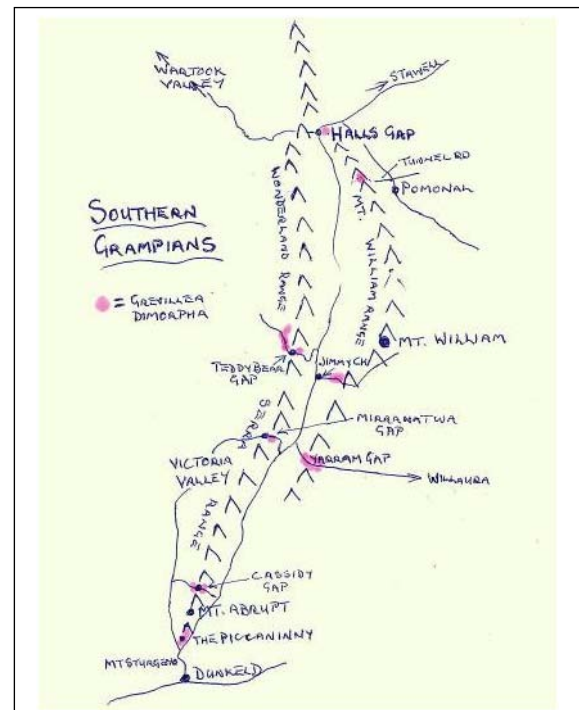 WARTOOK
VALLEY
STAWELL
HALLS GAP
TUNNEL RD
POMONAL
WONDERLAND RANGE
MT. WILLIAM RANGE
SOUTHERN
GRAMPIANS
= GREVILLEA
DIMORPHA
MT. WILLIAM
TEDDY BEAR
GAP
JIMMY CK
SERRA RANGE
MIRRANATWA
GAP
VICTORIA
VALLEY
YARRAM GAP
WILLAURA
CASSIDY
GAP
MT. ABRUPT
THE PICCANINNY
MT STURGEON
DUNKELD